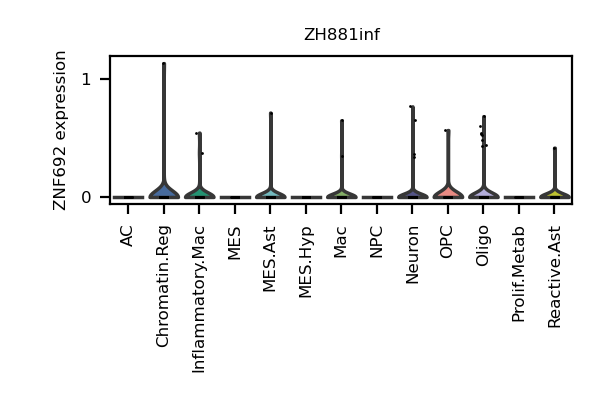 ZH881inf
ZNF692 expression
1
0
AC
Chromatin.Reg
Inflammatory.Mac
MES
MES.Ast
MES.Hyp
Mac
NPC
Neuron
OPC
Oligo
Prolif.Metab
Reactive.Ast